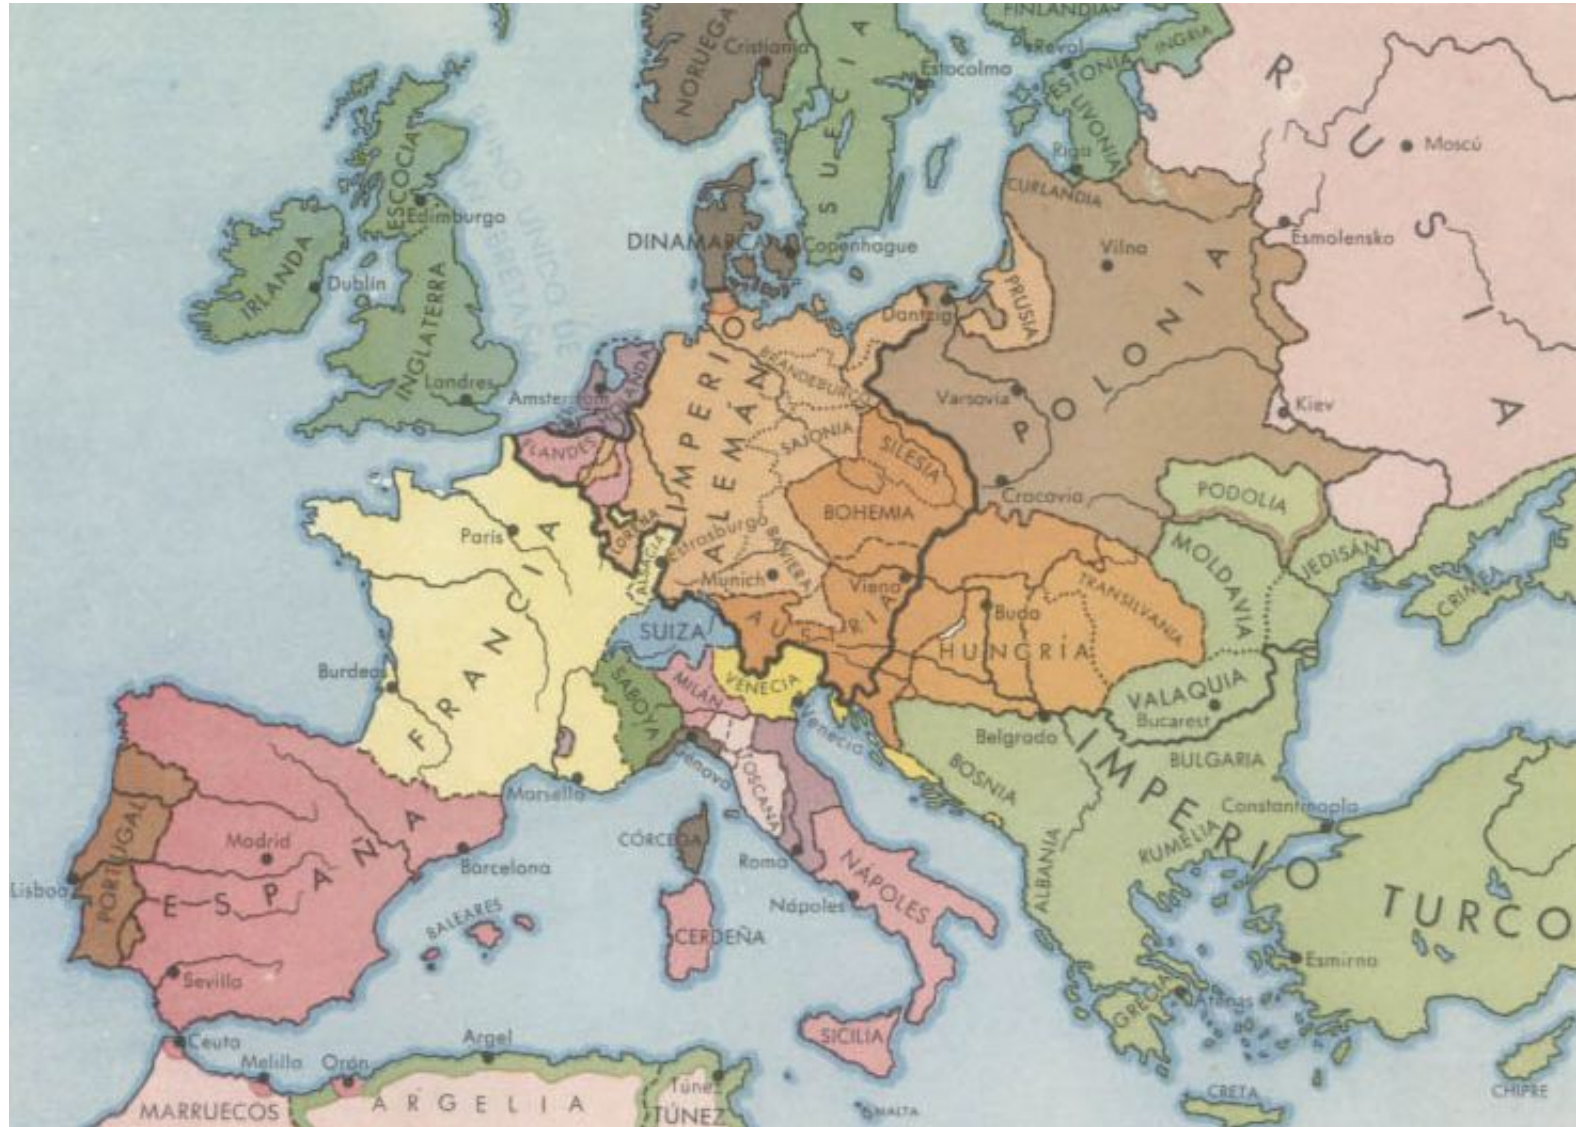 FINLANDIA
INGRIA
Cristiania
NORUEGA
SUECIA
Estocolmo
Reval
ESTONIA
LIVONIA
Riga
RUSIA
Moscú
ESCOCIA
Edimburgo
CURLANDIA
Esmolensko
DINAMARCA
Copenhague
Vilna
IRLANDA
Dublín
PRUSIA
Dantzig
POLONIA
INGLATERRA
Londres
Amsterdam
IMPERIO
ALEMÁN
BRANDEBURGO
Varsovia
Kiev
FLANDES
SAJONIA
SILESIA
Cracovia
PODOLIA
BOHEMIA
París
LORENA
Estrasburgo
ALSACIA
BAVIERA
Munich
Viena
MOLDAVIA
JEDISÁN
CRIMEA
TRANSILVANIA
AUSTRIA
Buda
HUNGRÍA
SUIZA
FRANCIA
Burdeos
SABOYA
MILÁN
VENECIA
Venecia
VALAQUIA
Bucarest
Belgrado
BULGARIA
BOSNIA
IMPERIO
TURCO
Génova
TOSCANA
Marsella
Constantinopla
RUMELIA
PORTUGAL
Madrid
ESPAÑA
Barcelona
CÓRCEGA
Roma
NÁPOLES
Nápoles
ALBANIA
Lisboa
BALEARES
CERDEÑA
Sevilla
Esmirna
GRECIA
Atenas
SICILIA
Ceuta
Melilla
Orán
Argel
Túnez
MARRUECOS
ARGELIA
TÚNEZ
MALTA
CRETA
CHIPRE